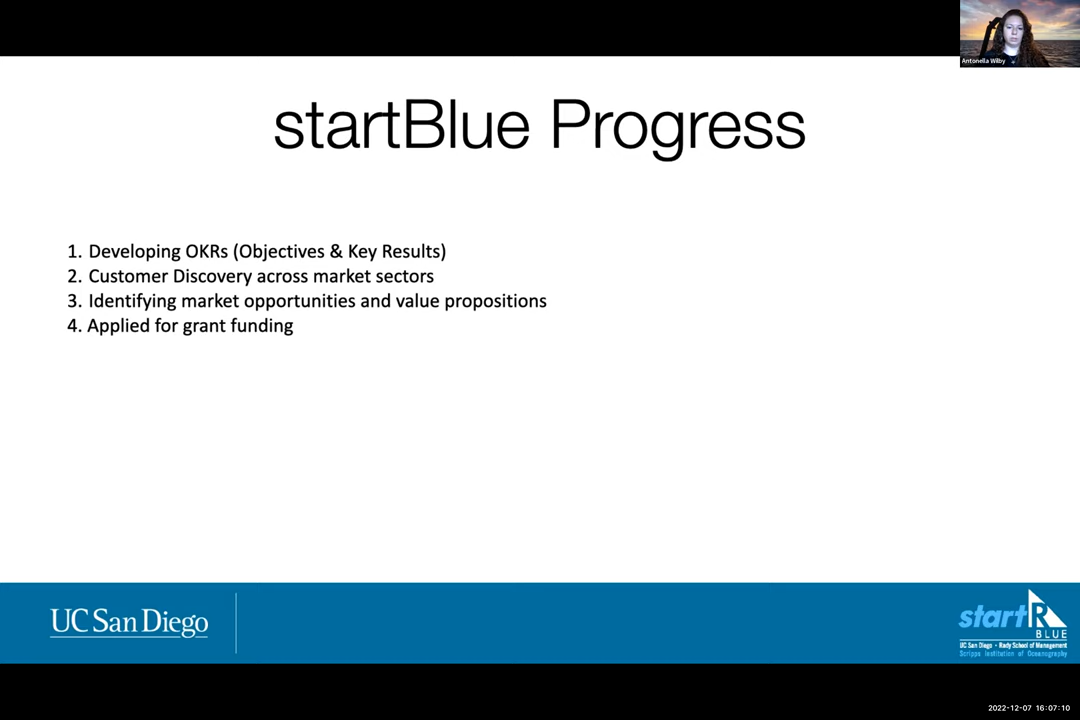 Antonella Wilby
startBlue Progress
1. Developing OKRs (Objectives & Key Results)
2. Customer Discovery across market sectors
3. Identifying market opportunities and value propositions
4. Applied for grant funding
UC San Diego
startR
BLUE
UC San Diego - Rady School of Management
Scripps Institution of Oceanography
2022-12-07 16:07:10